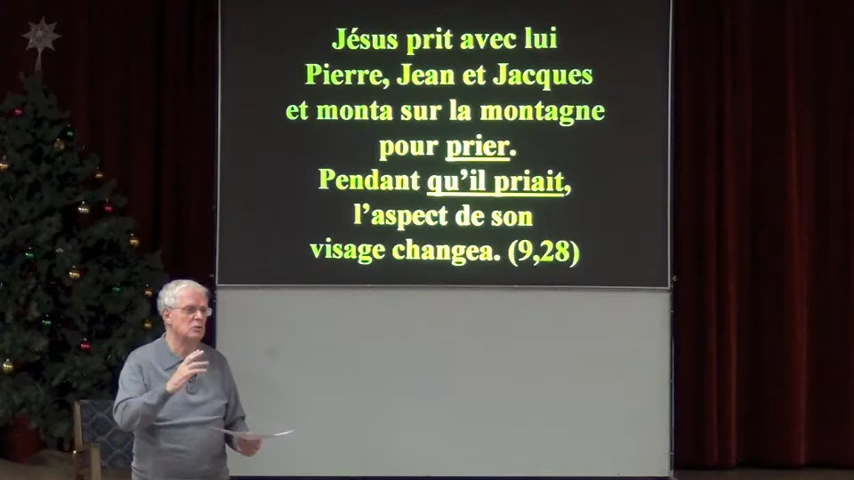 Jésus prit avec lui
Pierre, Jean et Jacques
et monta sur la montagne
pour prier.
Pendant qu’il priait,
l’aspect de son
visage changea. (9,28)